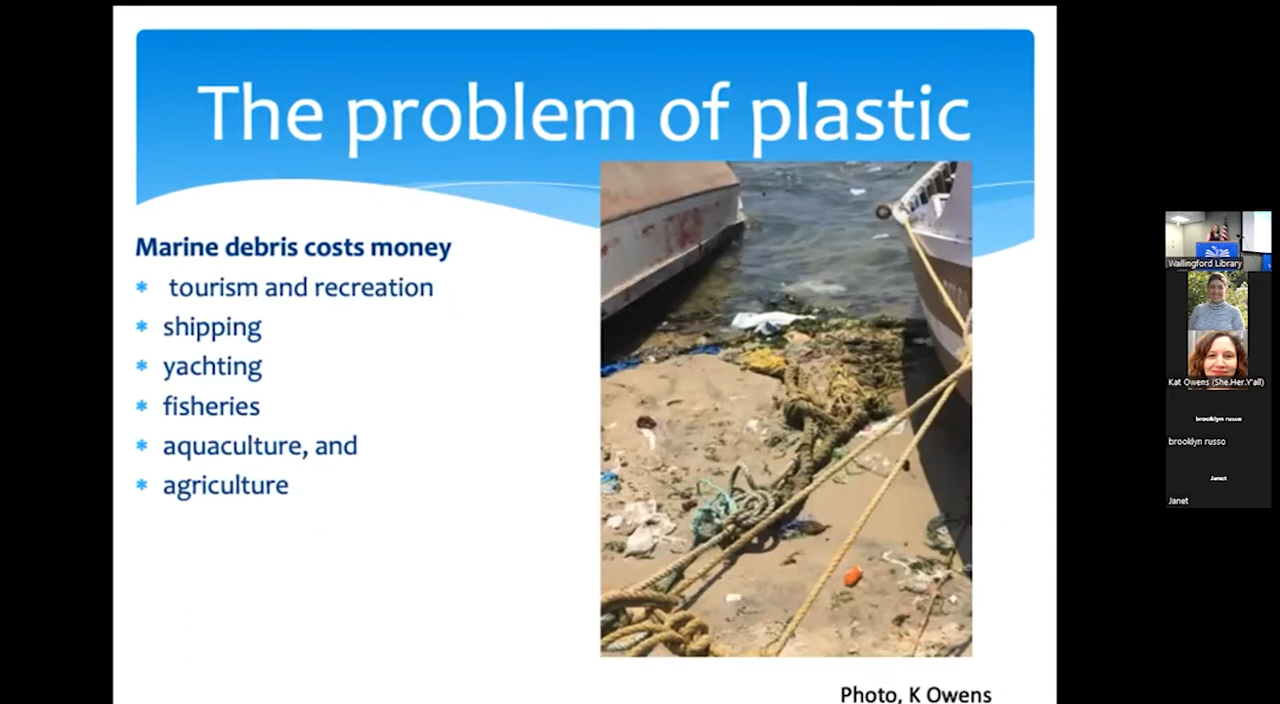 The problem of plastic
Marine debris costs money
* tourism and recreation
* shipping
* yachting
* fisheries
* aquaculture, and
* agriculture
Photo, K Owens
Wallingford Library
Kat Owens (She.Her.Y'all)
brooklyn russo
brooklyn russo
Janet
Janet